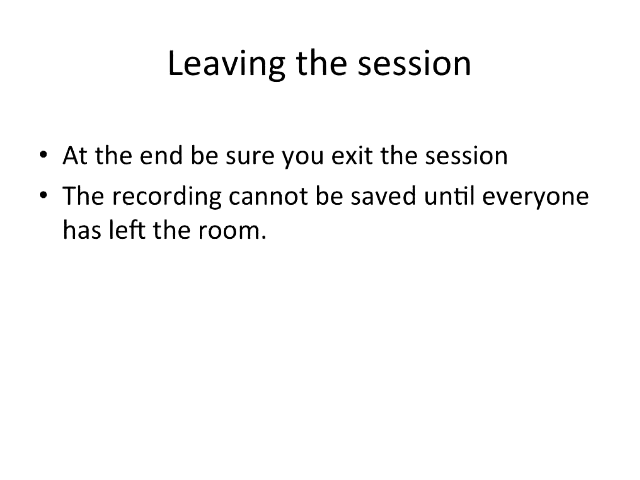 Leaving the session
• At the end be sure you exit the session
• The recording cannot be saved until everyone
has left the room.